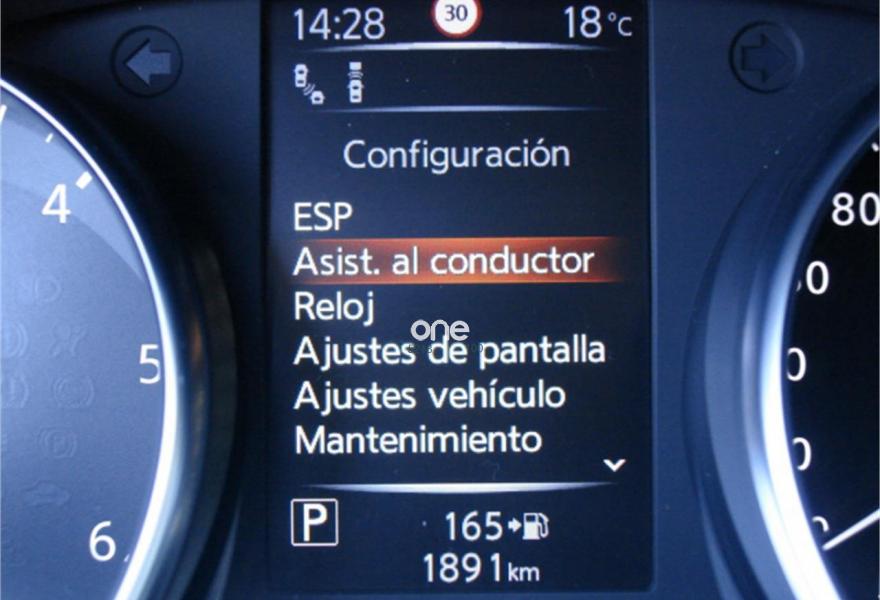 14:28 30 18°C
Configuración
ESP
Asist. al conductor
Reloj
one
Ajustes de pantalla
Ajustes vehículo
Mantenimiento
P 165
1891km
4
5
6
80